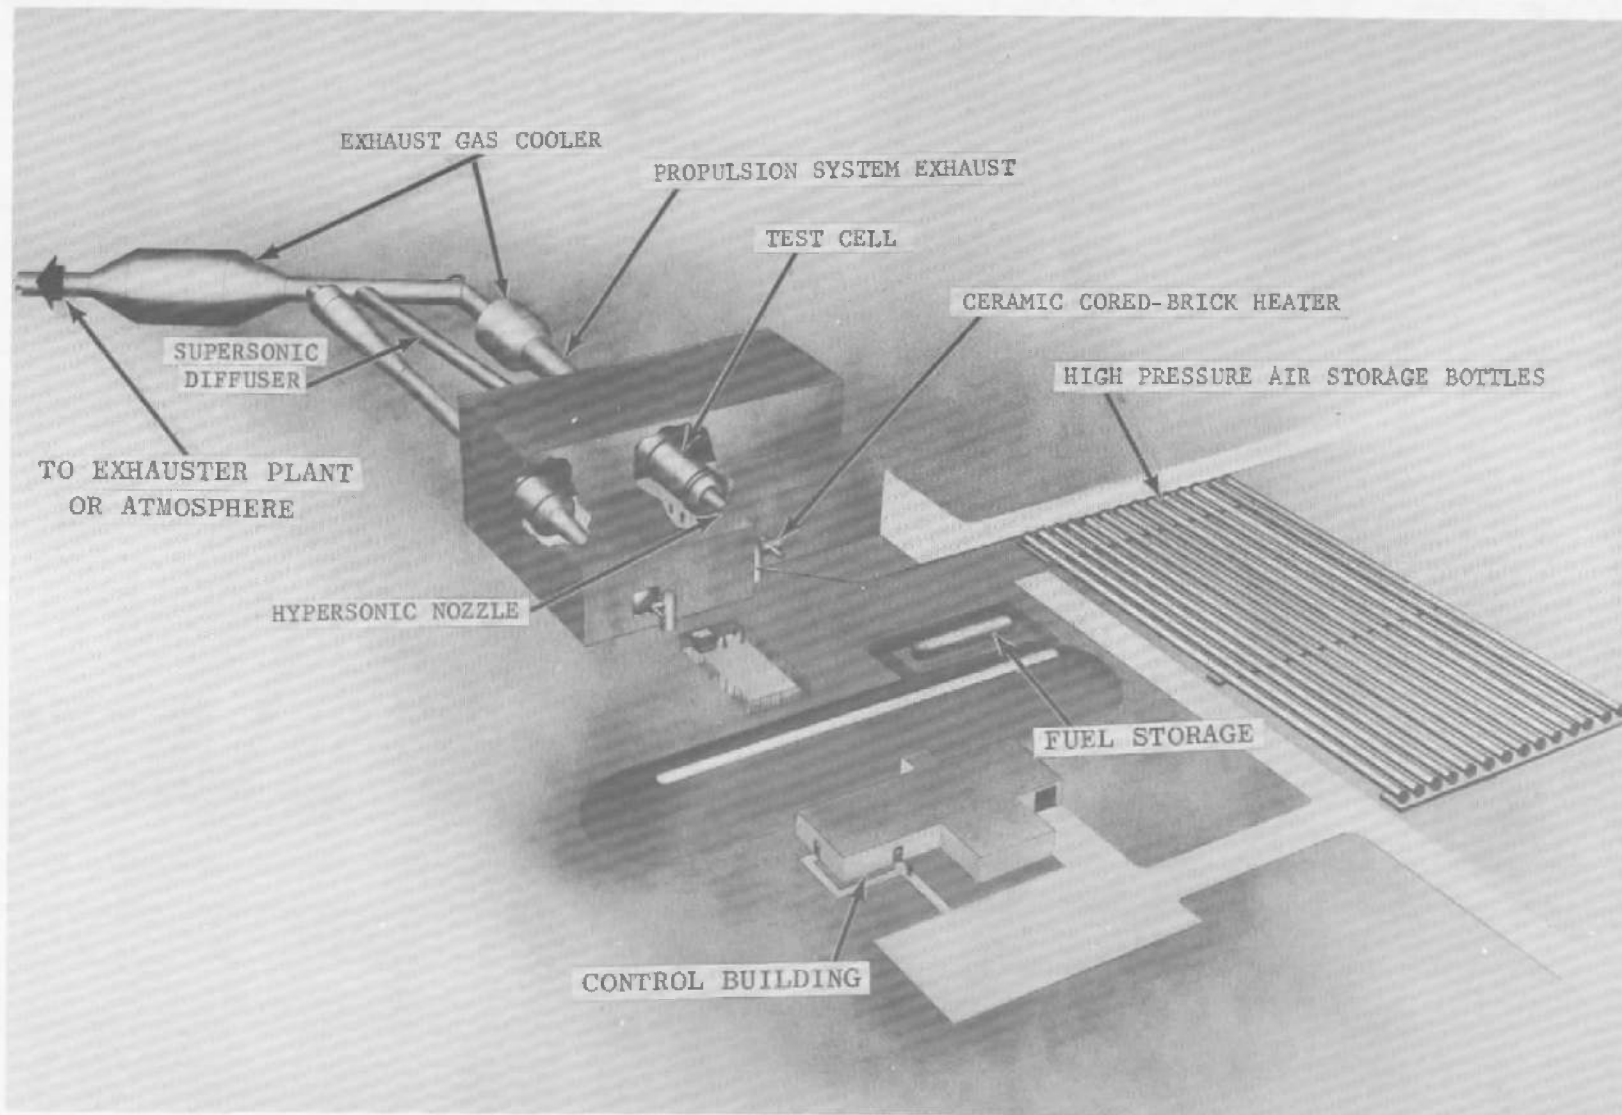 EXHAUST GAS COOLER
PROPULSION SYSTEM EXHAUST
TEST CELL
CERAMIC CORED-BRICK HEATER
SUPERSONIC
DIFFUSER
HIGH PRESSURE AIR STORAGE BOTTLES
TO EXHAUSTER PLANT
OR ATMOSPHERE
HYPERSONIC NOZZLE
FUEL STORAGE
CONTROL BUILDING